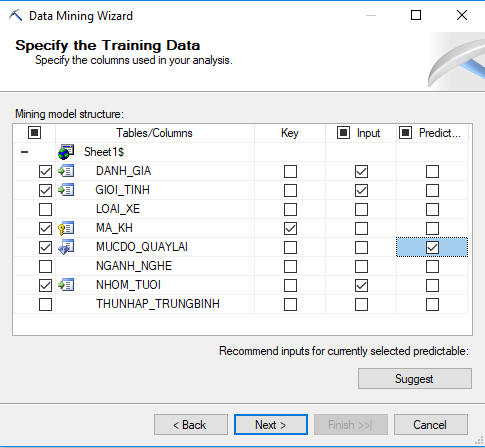 Data Mining Wizard
Specify the Training Data
Specify the columns used in your analysis.
Mining model structure:
Tables/Columns Key Input Predict...
Sheet1$
DANH_GIA
GIOI_TINH
LOAI_XE
MA_KH
MUCDO_QUAYLAI
NGANH_NGHE
NHOM_TUOI
THUNHAP_TRUNGBINH
Recommend inputs for currently selected predictable:
Suggest
< Back Next > Finish >>| Cancel